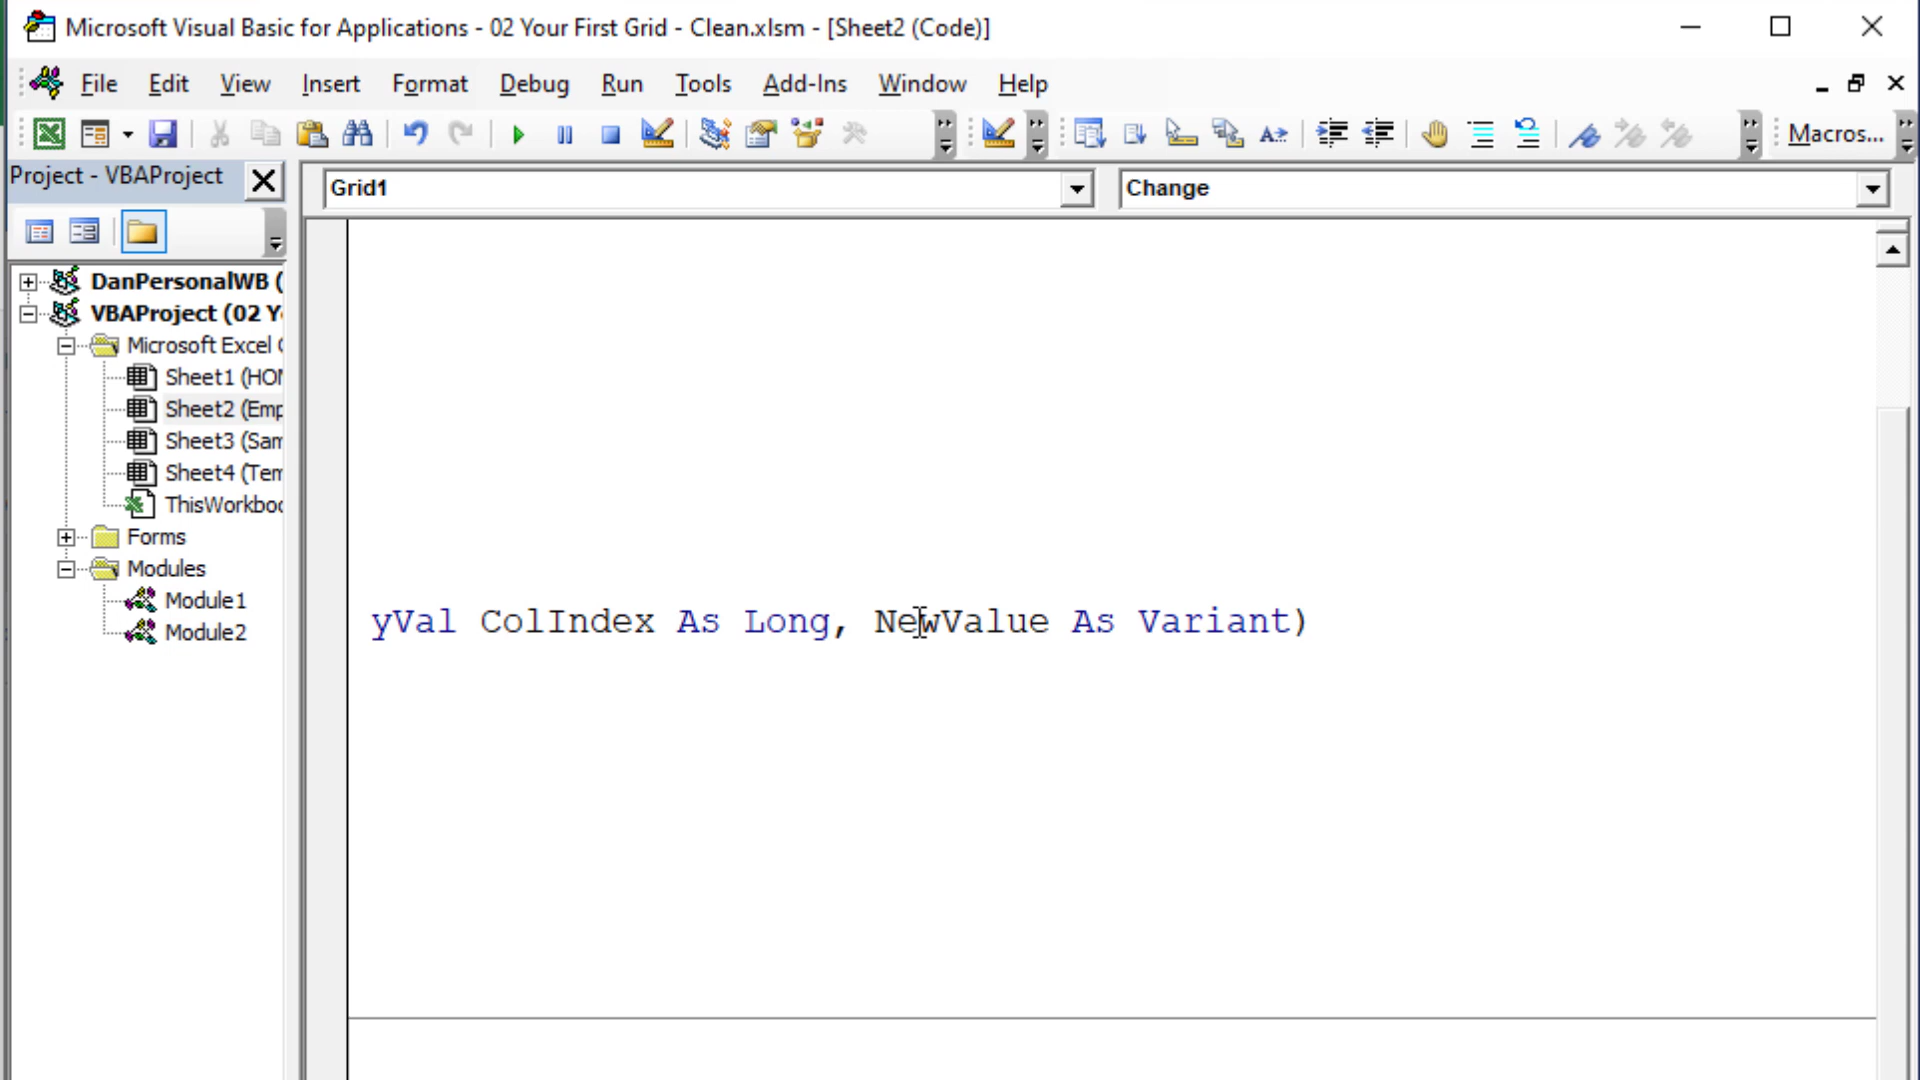 Microsoft Visual Basic for Applications - 02 Your First Grid - Clean.xlsm - [Sheet2 (Code)]
File Edit View Insert Format Debug Run Tools Add-Ins Window Help
Macros...
Project - VBAProject
Grid1
Change
DanPersonalWB (
VBAProject (02 Y
Microsoft Excel
Sheet1 (HO
Sheet2 (Emp
Sheet3 (Sam
Sheet4 (Tem
ThisWorkboo
Forms
Modules
Module1
Module2
yVal ColIndex As Long, NewValue As Variant)